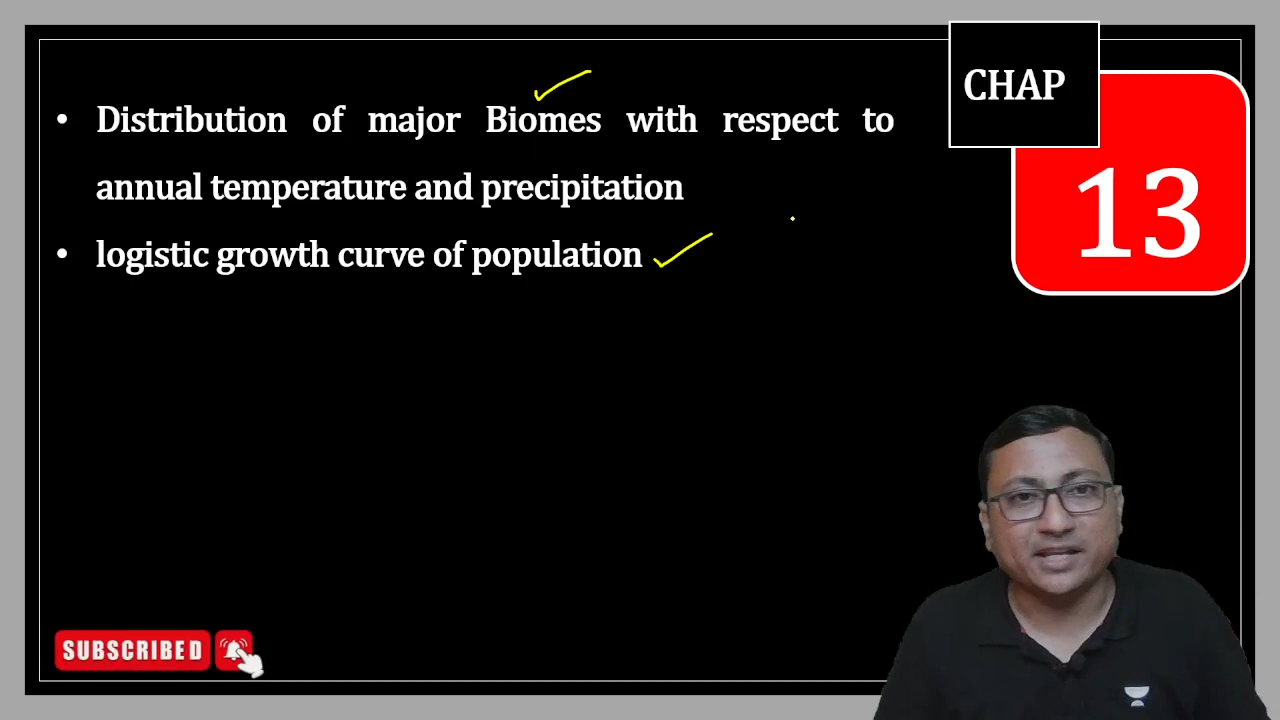 CHAP
13
• Distribution of major Biomes with respect to
annual temperature and precipitation
• logistic growth curve of population
SUBSCRIBED